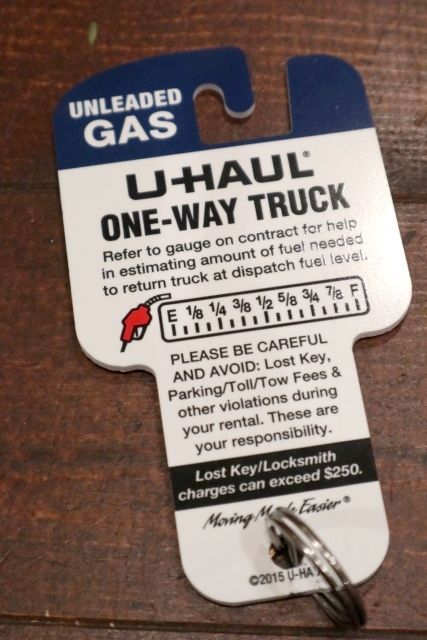 UNLEADED
GAS
U-HAUL®
ONE-WAY TRUCK
Refer to gauge on contract for help
in estimating amount of fuel needed
to return truck at dispatch fuel level.
E 1/8 1/4 3/8 1/2 5/8 3/4 7/8 F
PLEASE BE CAREFUL
AND AVOID: Lost Key,
Parking/Toll/Tow Fees &
other violations during
your rental. These are
your responsibility.
Lost Key/Locksmith
charges can exceed $250.
Moving Made Easier®
©2015 U-HA